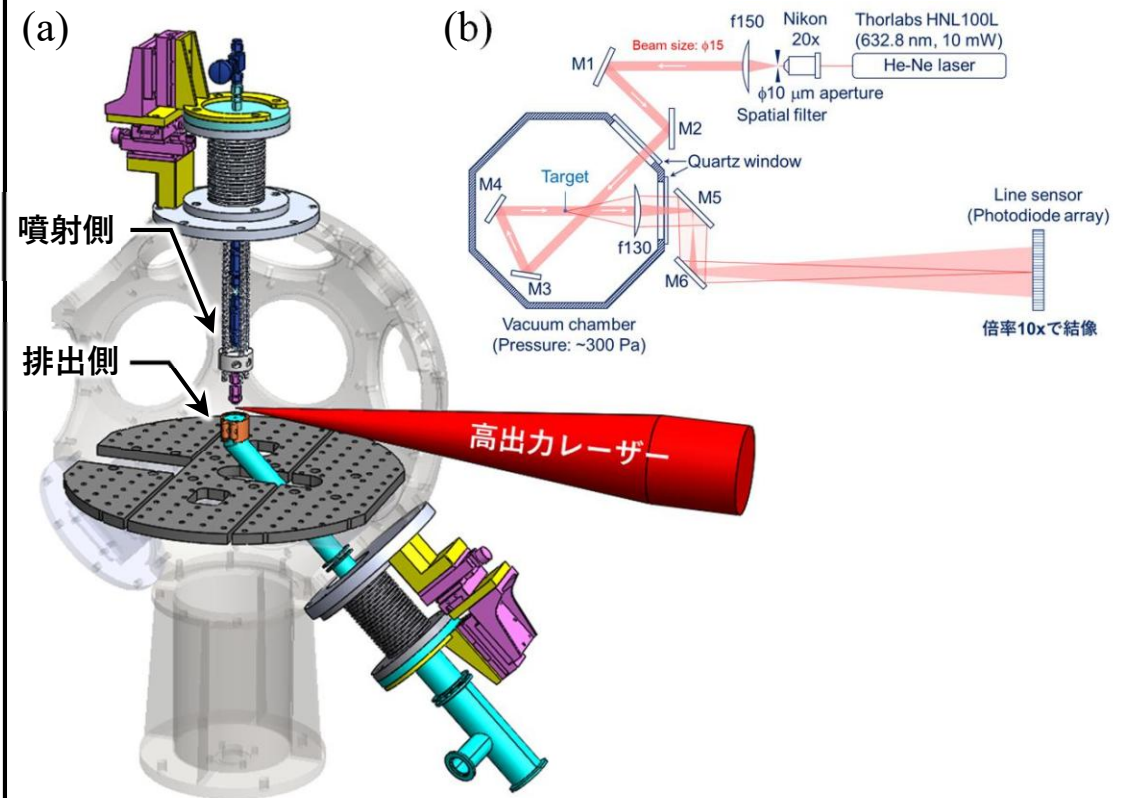 (a)
噴射側
排出側
高出力レーザー
(b)
Nikon
20x
Thorlabs HNL100L
(632.8 nm, 10 mW)
He-Ne laser
f150
Beam size: ϕ15
ϕ10 μm aperture
Spatial filter
M1
M2
Quartz window
Target
M4
M5
f130
M3
M6
Line sensor
(Photodiode array)
Vacuum chamber
(Pressure: ~300 Pa)
倍率10xで結像